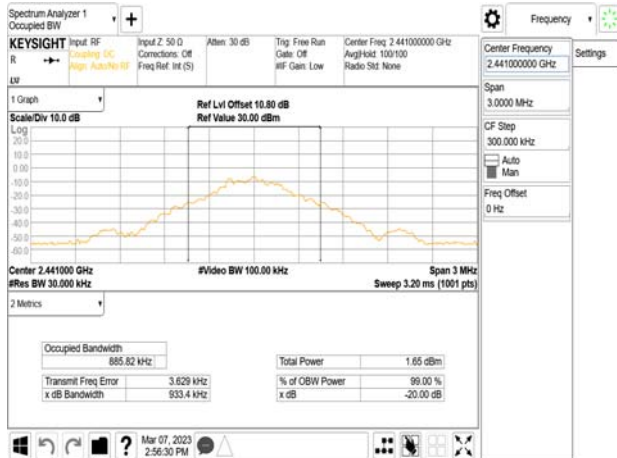 Spectrum Analyzer 1
Occupied BW
+
Frequency
KEYSIGHT
Input: RF
Coupling: DC
Align: Auto/No RF
Input Z: 50 Ω
Corrections: Off
Freq Ref: Int (S)
Atten: 30 dB
Trig: Free Run
Gate: Off
#IF Gain: Low
Center Freq: 2.441000000 GHz
Avg|Hold: 100/100
Radio Std: None
R
LV
Center Frequency
2.441000000 GHz
Settings
Span
3.0000 MHz
CF Step
300.000 kHz
Auto
Man
Freq Offset
0 Hz
1 Graph
Scale/Div 10.0 dB
Ref Lvl Offset 10.80 dB
Ref Value 30.00 dBm
Log
20.0
10.0
0.00
-10.0
-20.0
-30.0
-40.0
-50.0
-60.0
Center 2.441000 GHz
#Res BW 30.000 kHz
#Video BW 100.00 kHz
Span 3 MHz
Sweep 3.20 ms (1001 pts)
2 Metrics
Occupied Bandwidth
885.82 kHz
Total Power 1.65 dBm
Transmit Freq Error 3.629 kHz
% of OBW Power 99.00 %
x dB Bandwidth 933.4 kHz
x dB -20.00 dB
?
Mar 07, 2023
2:56:30 PM